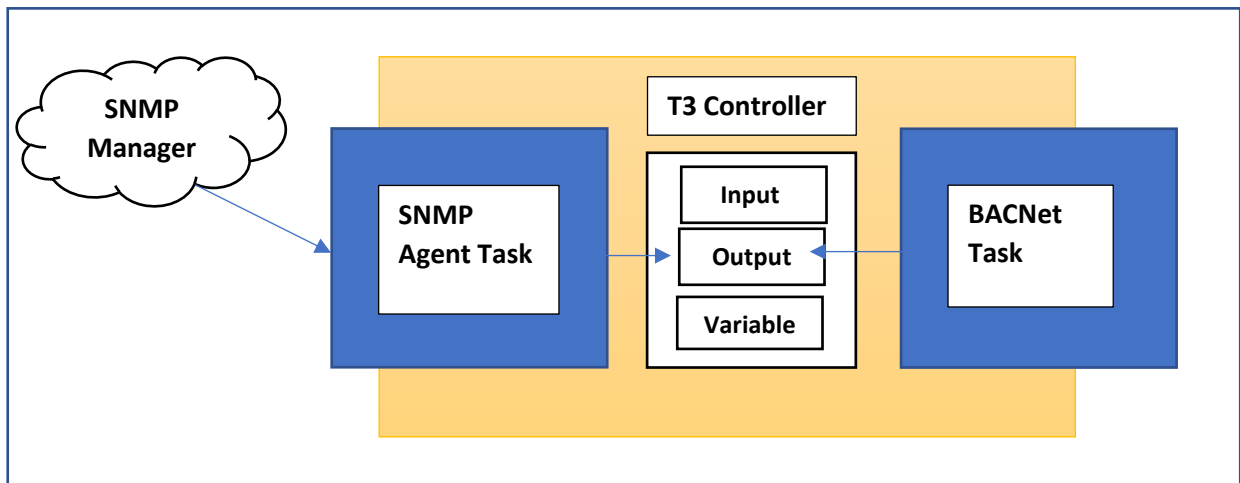 SNMP
Manager
T3 Controller
SNMP
Agent Task
Input
Output
Variable
BACNet
Task